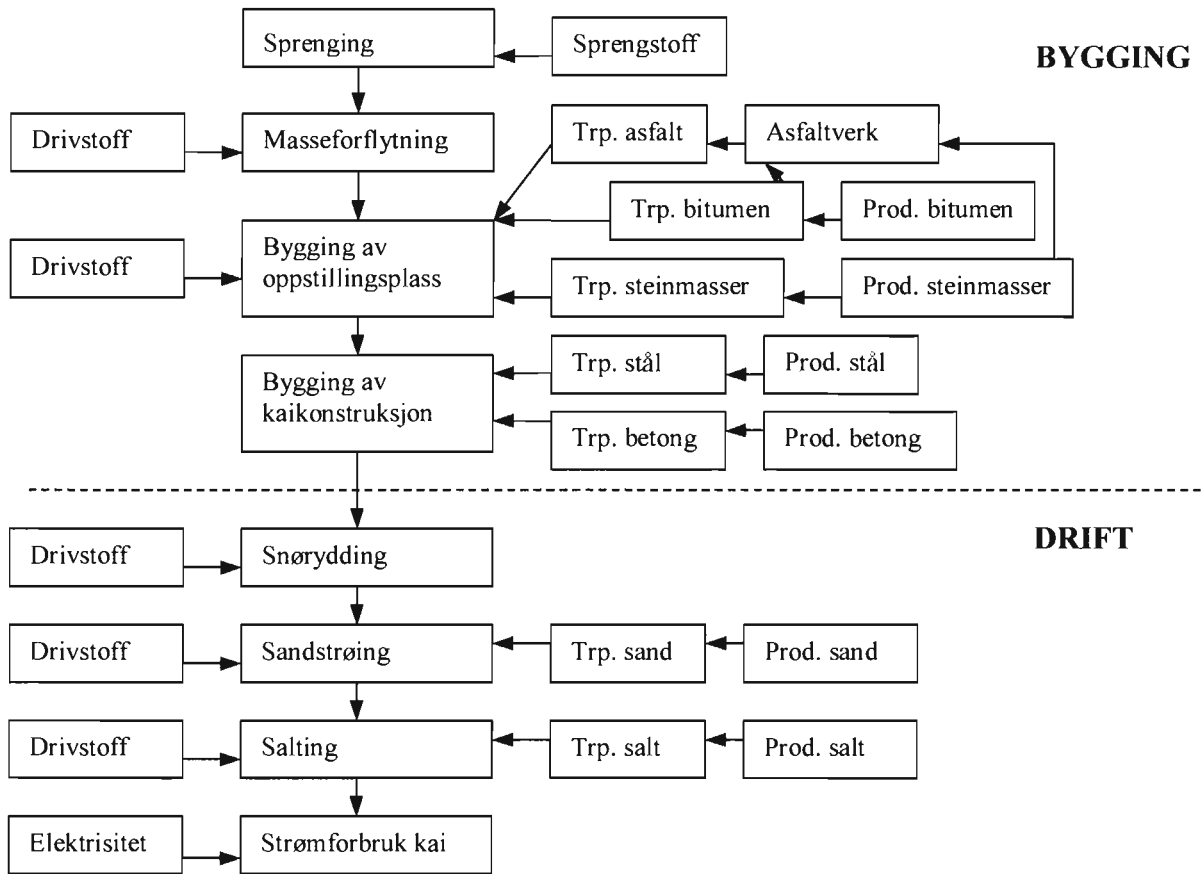 Sprenging
Sprengstoff
BYGGING
Drivstoff
Masseforflytning
Trp. asfalt
Asfaltverk
Trp. bitumen
Prod. bitumen
Drivstoff
Bygging av
oppstillingsplass
Trp. steinmasser
Prod. steinmasser
Bygging av
kaikonstruksjon
Trp. stål
Prod. stål
Trp. betong
Prod. betong
DRIFT
Drivstoff
Snørydding
Drivstoff
Sandstrøing
Trp. sand
Prod. sand
Drivstoff
Salting
Trp. salt
Prod. salt
Elektrisitet
Strømforbruk kai